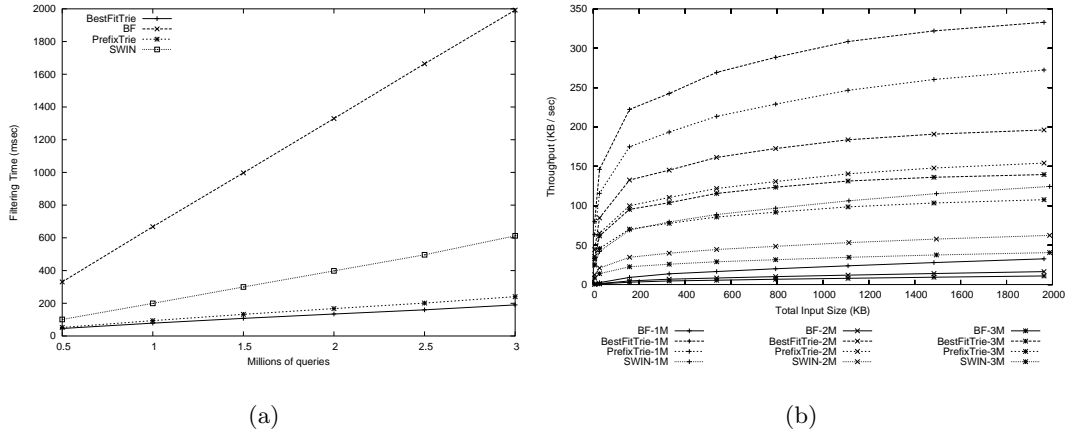 BestFitTrie
BF
PrefixTrie
SWIN
2000
1800
1600
1400
1200
1000
800
600
400
200
0
Filtering Time (msec)
0.5 1 1.5 2 2.5 3
Millions of queries
(a)
350
300
250
200
150
100
50
0
Throughput (KB / sec)
0 200 400 600 800 1000 1200 1400 1600 1800 2000
Total Input Size (KB)
BF-1M BF-2M BF-3M
BestFitTrie-1M BestFitTrie-2M BestFitTrie-3M
PrefixTrie-1M PrefixTrie-2M PrefixTrie-3M
SWIN-1M SWIN-2M SWIN-3M
(b)